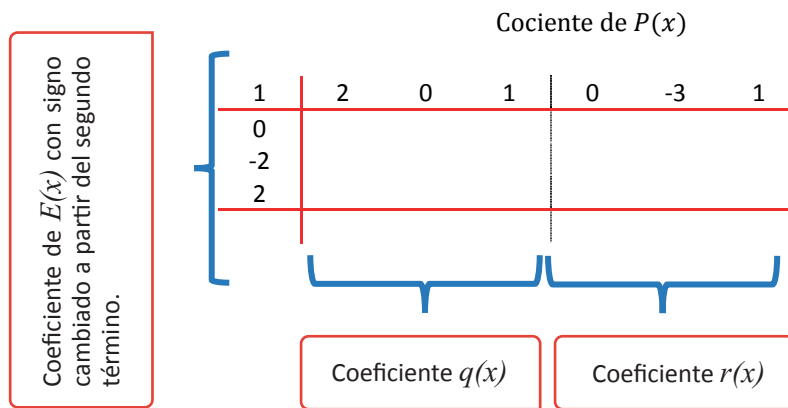 Cociente de P(x)
Coeficiente de E(x) con signo
cambiado a partir del segundo
término.
1 2 0 1 0 -3 1
0
-2
2
Coeficiente q(x)
Coeficiente r(x)